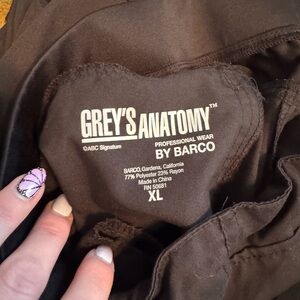 GREY'S ANATOMY™
©ABC Signature
PROFESSIONAL WEAR
BY BARCO
BARCO, Gardena, California
77% Polyester 23% Rayon
Made in China
RN 50681
XL